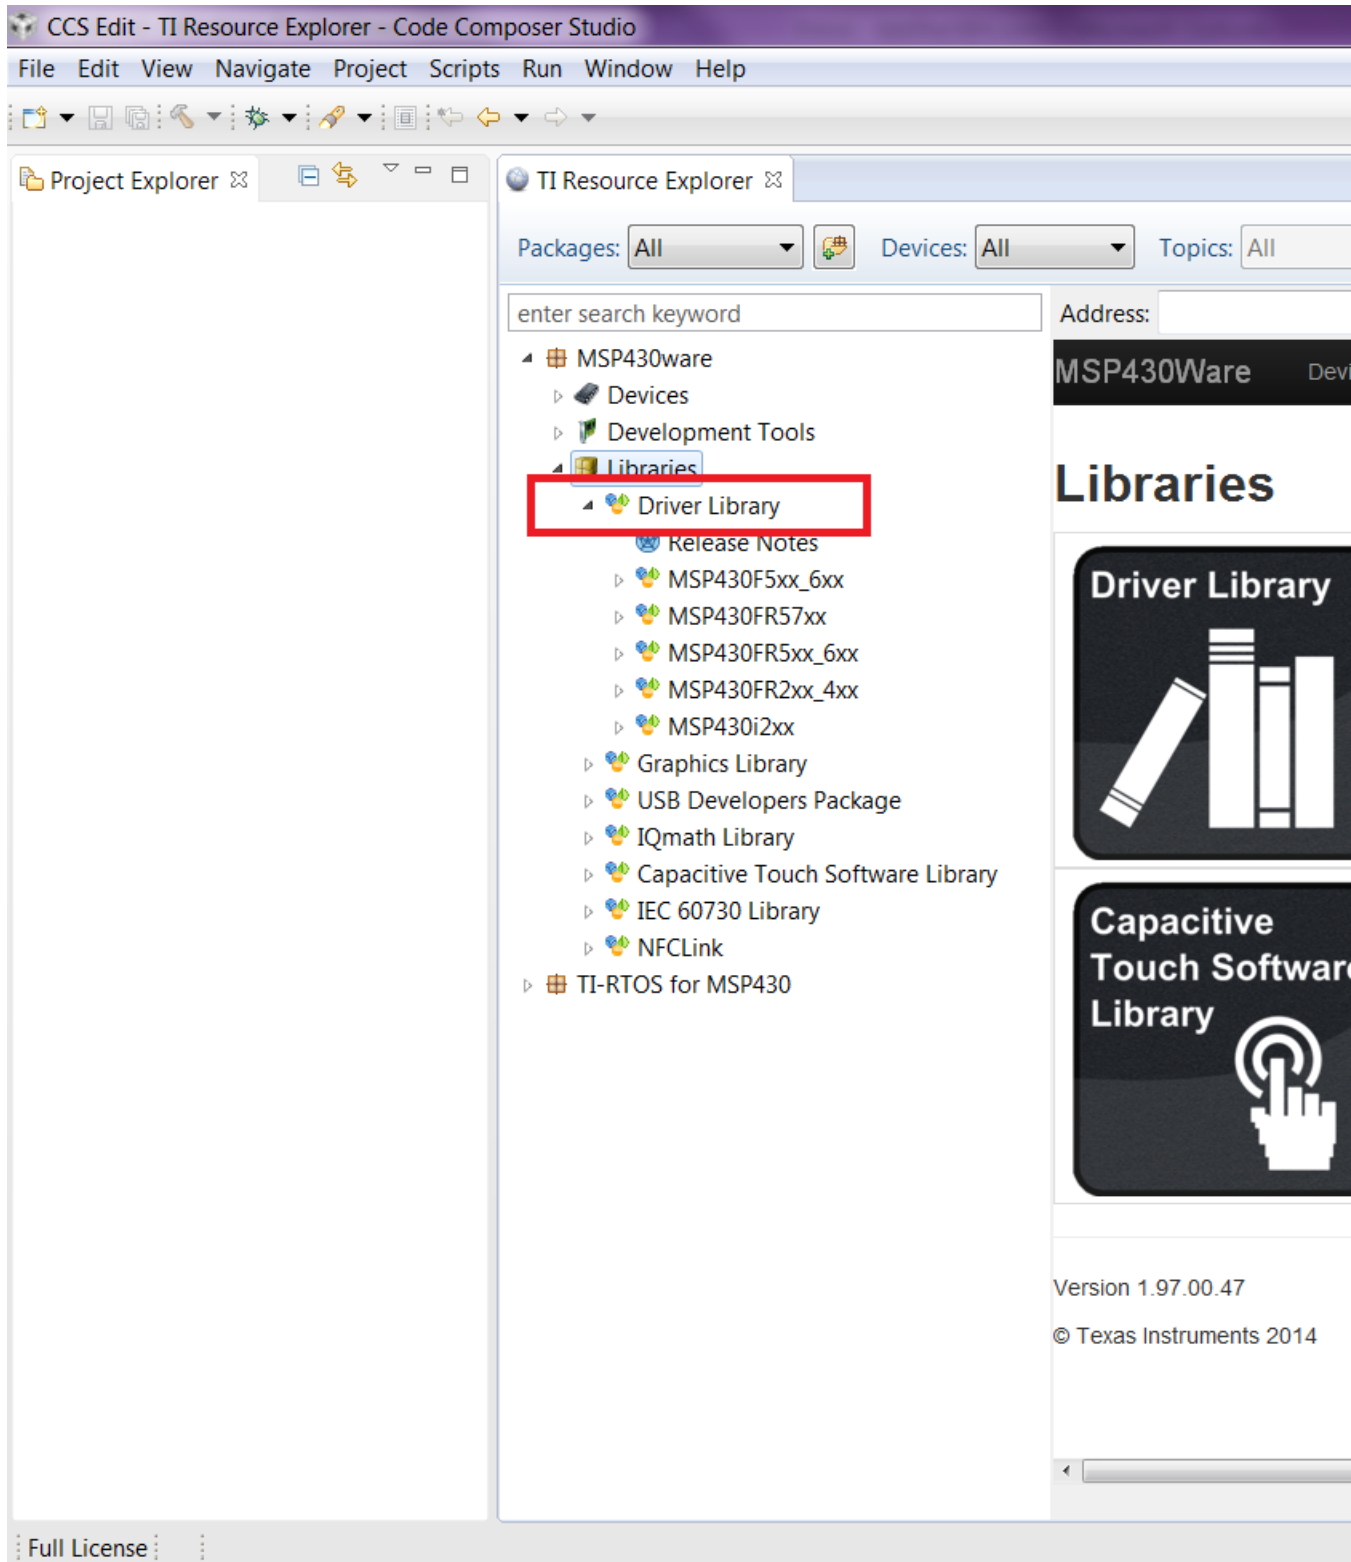 CCS Edit - TI Resource Explorer - Code Composer Studio
File Edit View Navigate Project Scripts Run Window Help
Project Explorer
TI Resource Explorer
Packages: All Devices: All Topics: All
enter search keyword
Address:
MSP430ware
Devices
Development Tools
Libraries
Driver Library
Release Notes
MSP430F5xx_6xx
MSP430FR57xx
MSP430FR5xx_6xx
MSP430FR2xx_4xx
MSP430i2xx
Graphics Library
USB Developers Package
IQmath Library
Capacitive Touch Software Library
IEC 60730 Library
NFCLink
TI-RTOS for MSP430
MSP430Ware Devi
Libraries
Driver Library
Capacitive
Touch Software
Library
Version 1.97.00.47
© Texas Instruments 2014
Full License